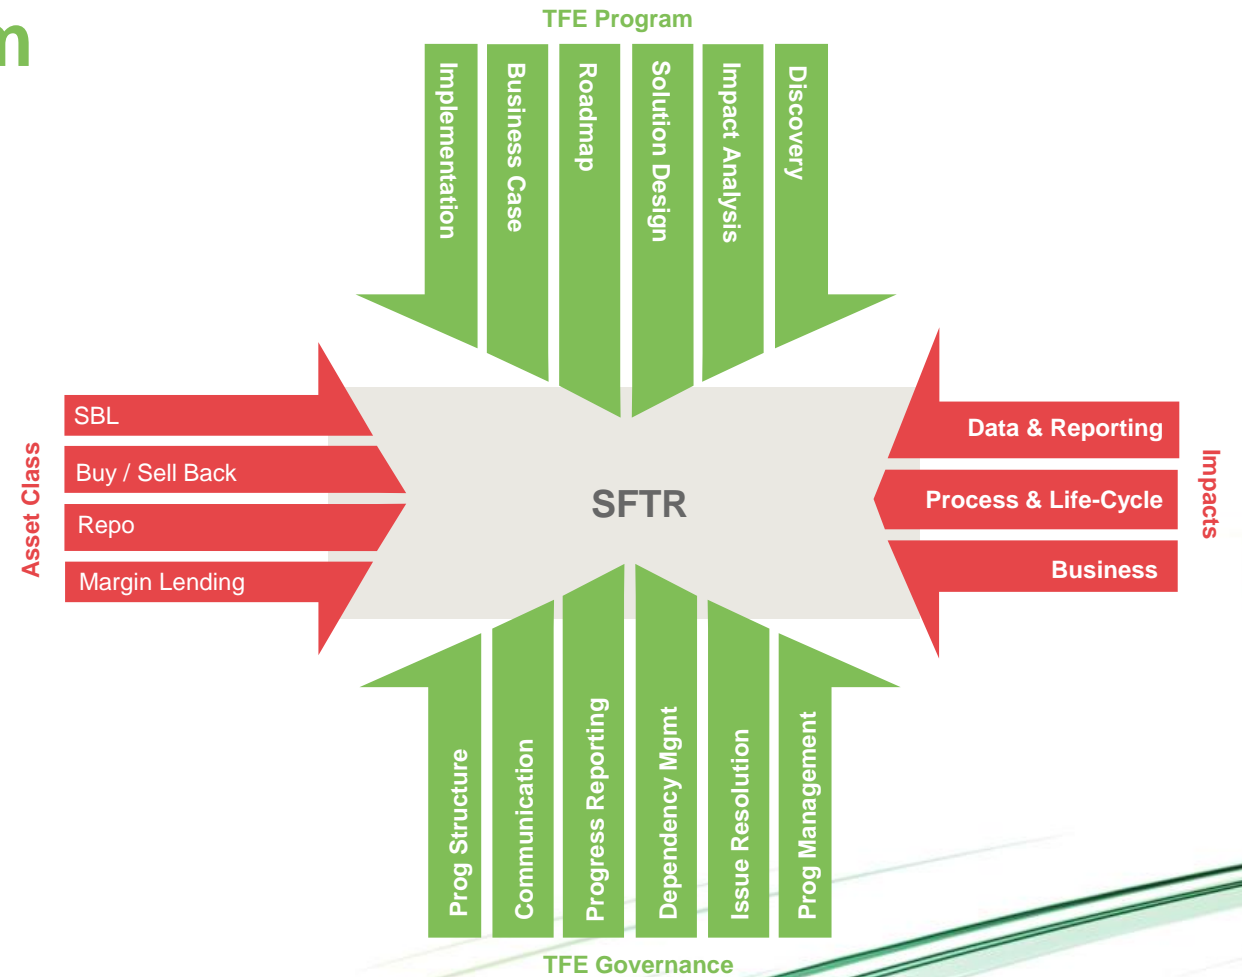 m
TFE Program
Implementation
Business Case
Roadmap
Solution Design
Impact Analysis
Discovery
Asset Class
SBL
Buy / Sell Back
Repo
Margin Lending
SFTR
Data & Reporting
Process & Life-Cycle
Business
Impacts
Prog Structure
Communication
Progress Reporting
Dependency Mgmt
Issue Resolution
Prog Management
TFE Governance